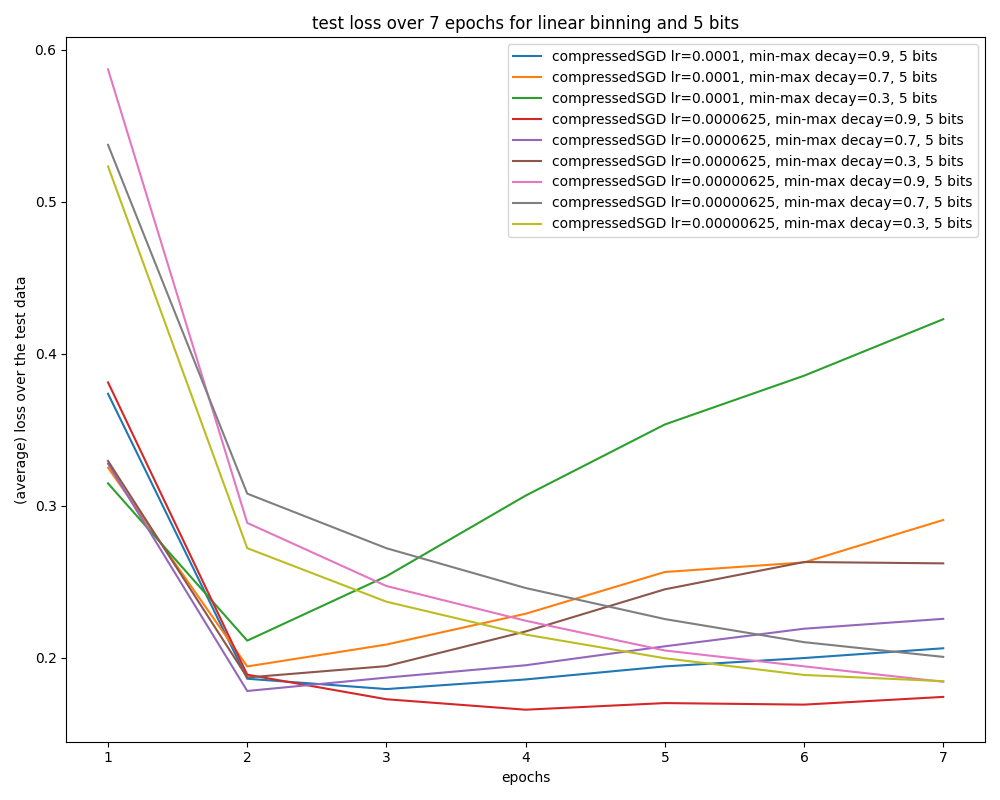 test loss over 7 epochs for linear binning and 5 bits
compressedSGD lr=0.0001, min-max decay=0.9, 5 bits
compressedSGD lr=0.0001, min-max decay=0.7, 5 bits
compressedSGD lr=0.0001, min-max decay=0.3, 5 bits
compressedSGD lr=0.0000625, min-max decay=0.9, 5 bits
compressedSGD lr=0.0000625, min-max decay=0.7, 5 bits
compressedSGD lr=0.0000625, min-max decay=0.3, 5 bits
compressedSGD lr=0.00000625, min-max decay=0.9, 5 bits
compressedSGD lr=0.00000625, min-max decay=0.7, 5 bits
compressedSGD lr=0.00000625, min-max decay=0.3, 5 bits
(average) loss over the test data
0.6
0.5
0.4
0.3
0.2
1 2 3 4 5 6 7
epochs